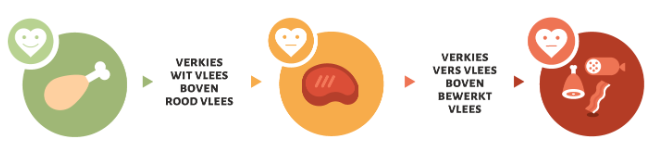 VERKIES
WIT VLEES
BOVEN
ROOD VLEES
VERKIES
VERS VLEES
BOVEN
BEWERKT
VLEES